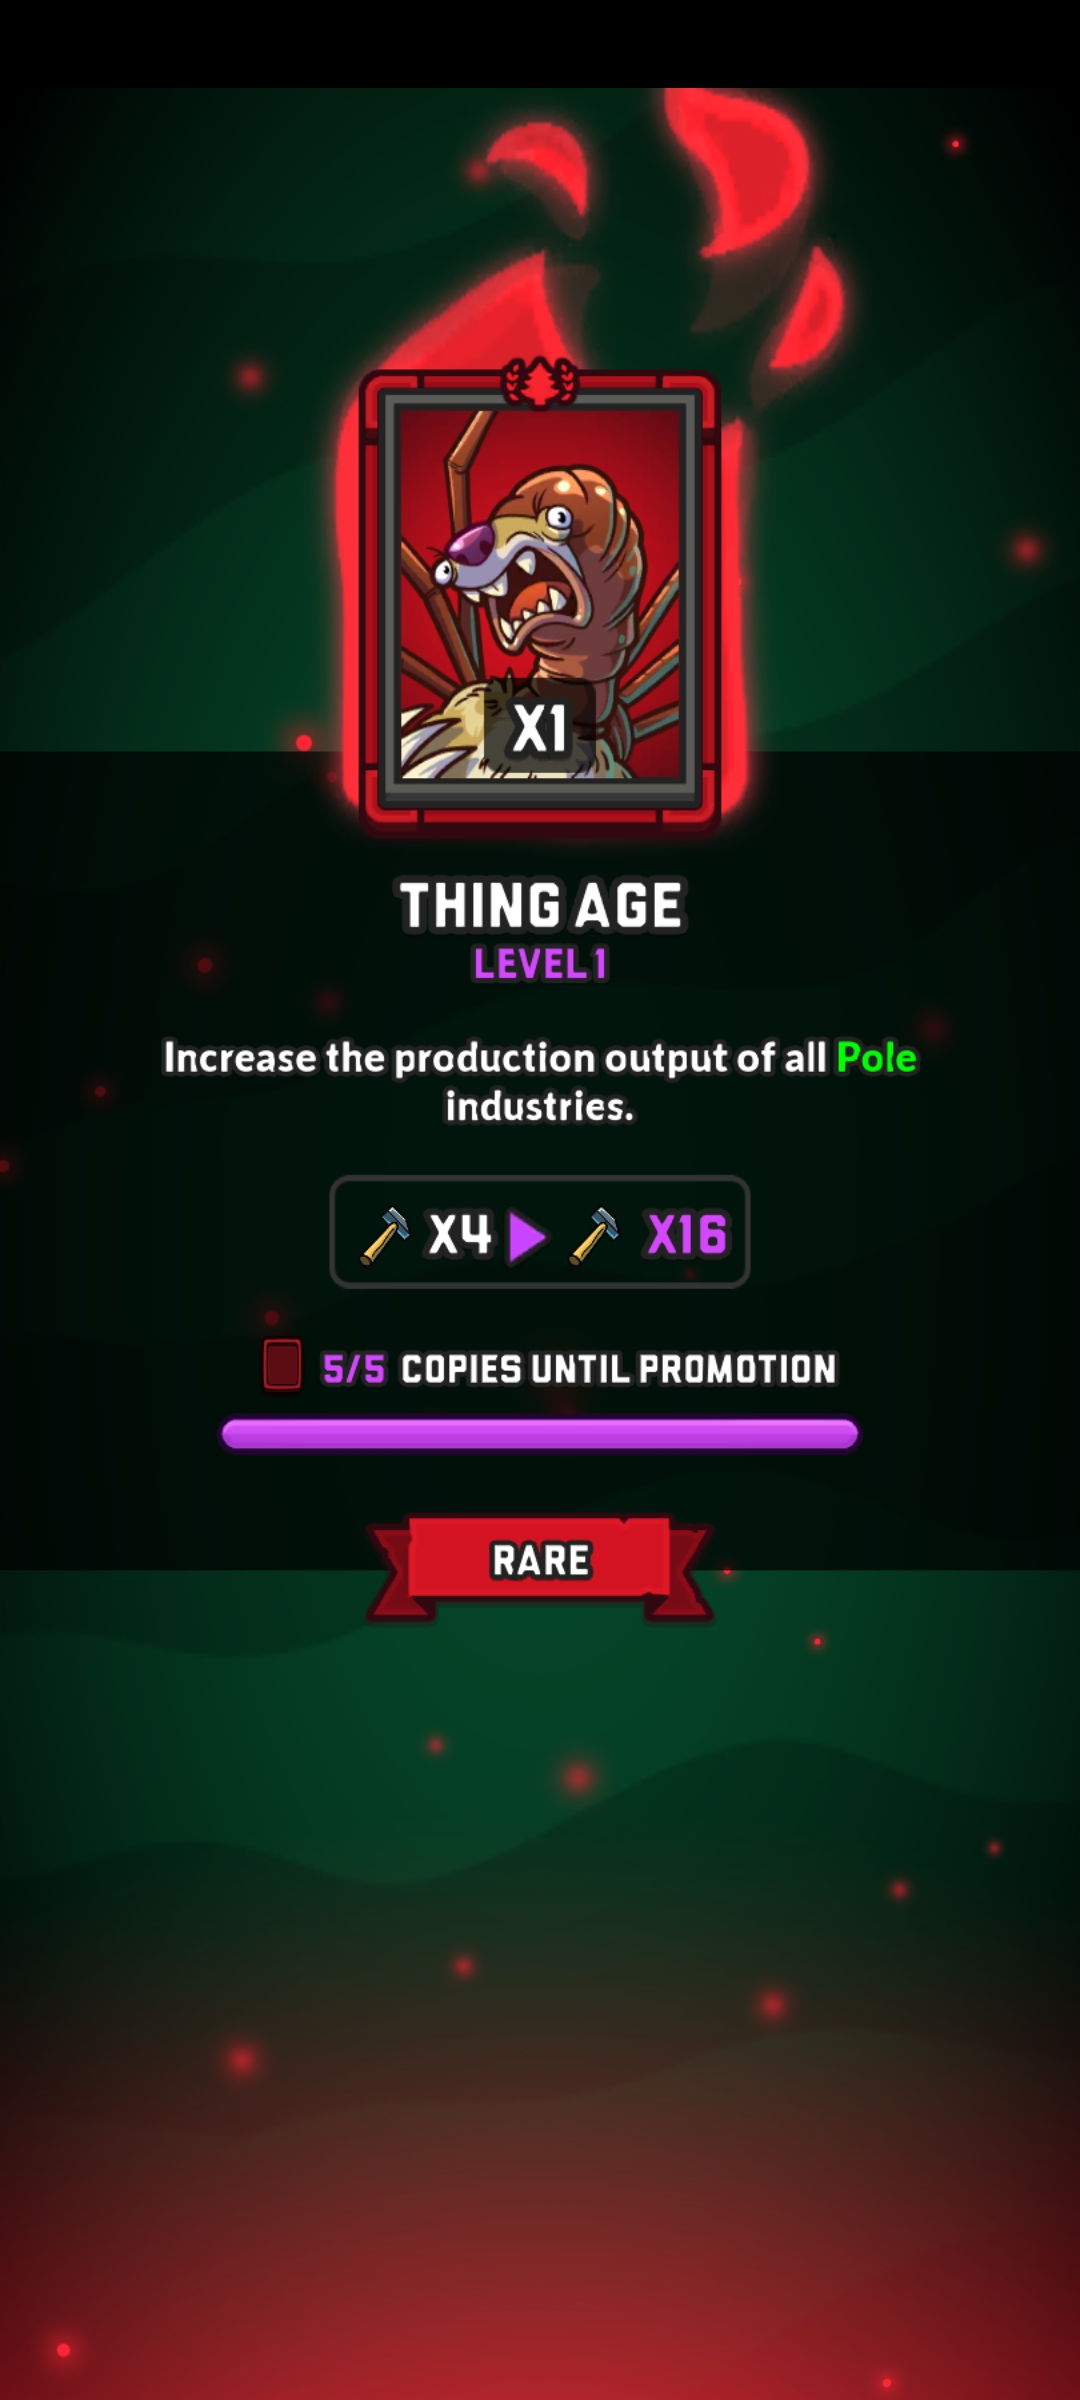 X1
THING AGE
LEVEL 1
Increase the production output of all Pole
industries.
X4 X16
5/5 COPIES UNTIL PROMOTION
RARE